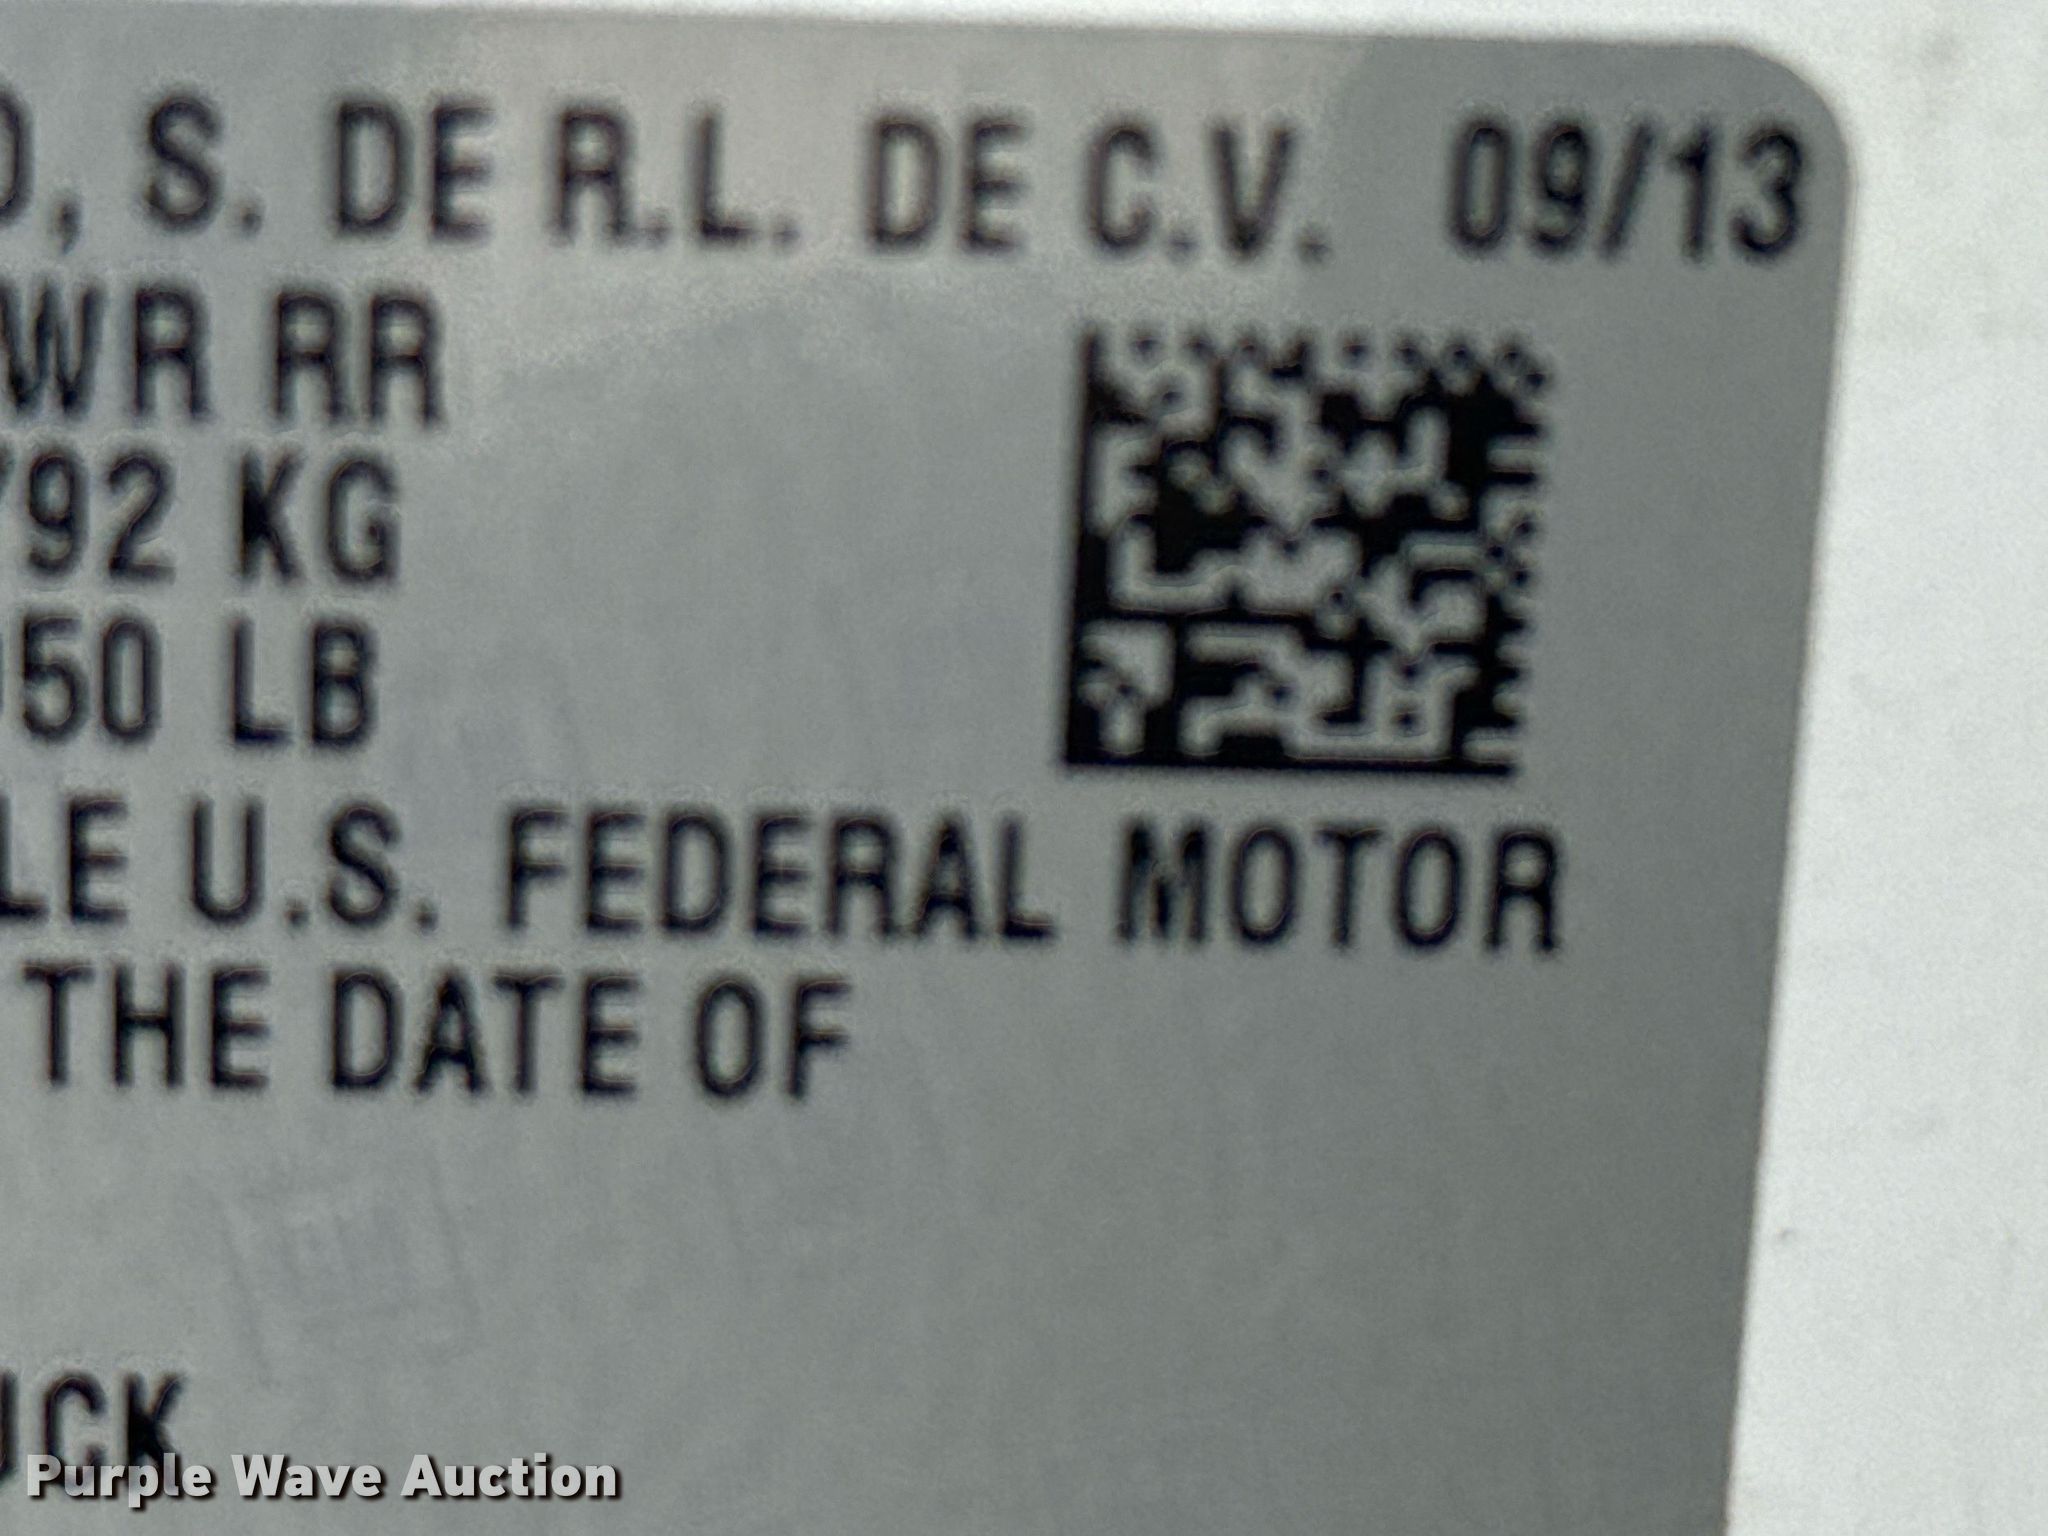 , S. DE R.L. DE C.V. 09/13
WR RR
792 KG
950 LB
LE U.S. FEDERAL MOTOR
THE DATE OF
UCK
Purple Wave Auction